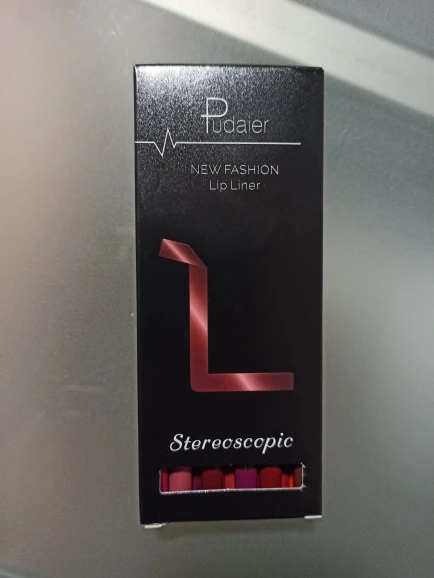 Pudaier
NEW FASHION
Lip Liner
L
Stereoscopic